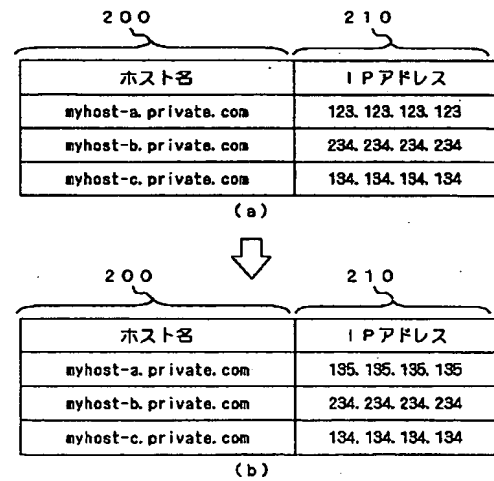 200 210
ホスト名 IPアドレス
myhost-a.private.com 123.123.123.123
myhost-b.private.com 234.234.234.234
myhost-c.private.com 134.134.134.134
(a)
200 210
ホスト名 IPアドレス
myhost-a.private.com 135.135.135.135
myhost-b.private.com 234.234.234.234
myhost-c.private.com 134.134.134.134
(b)